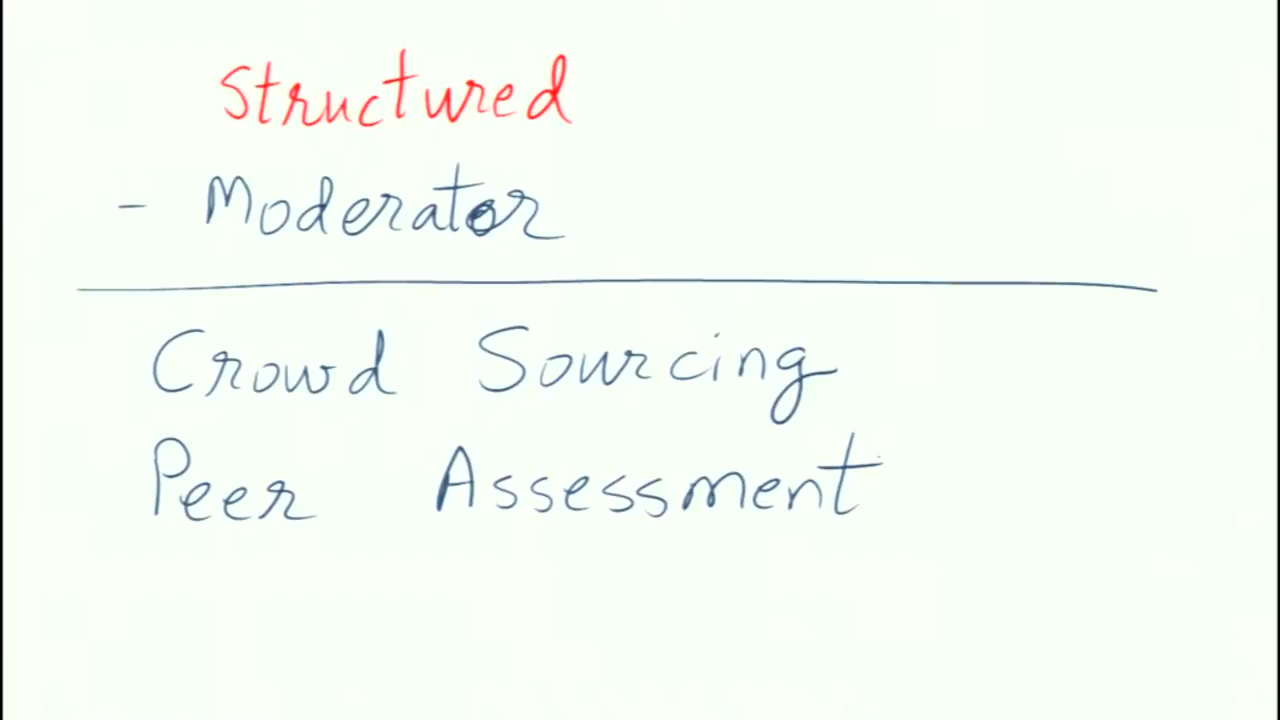 Structured
- Moderator
Crowd Sourcing
Peer Assessment